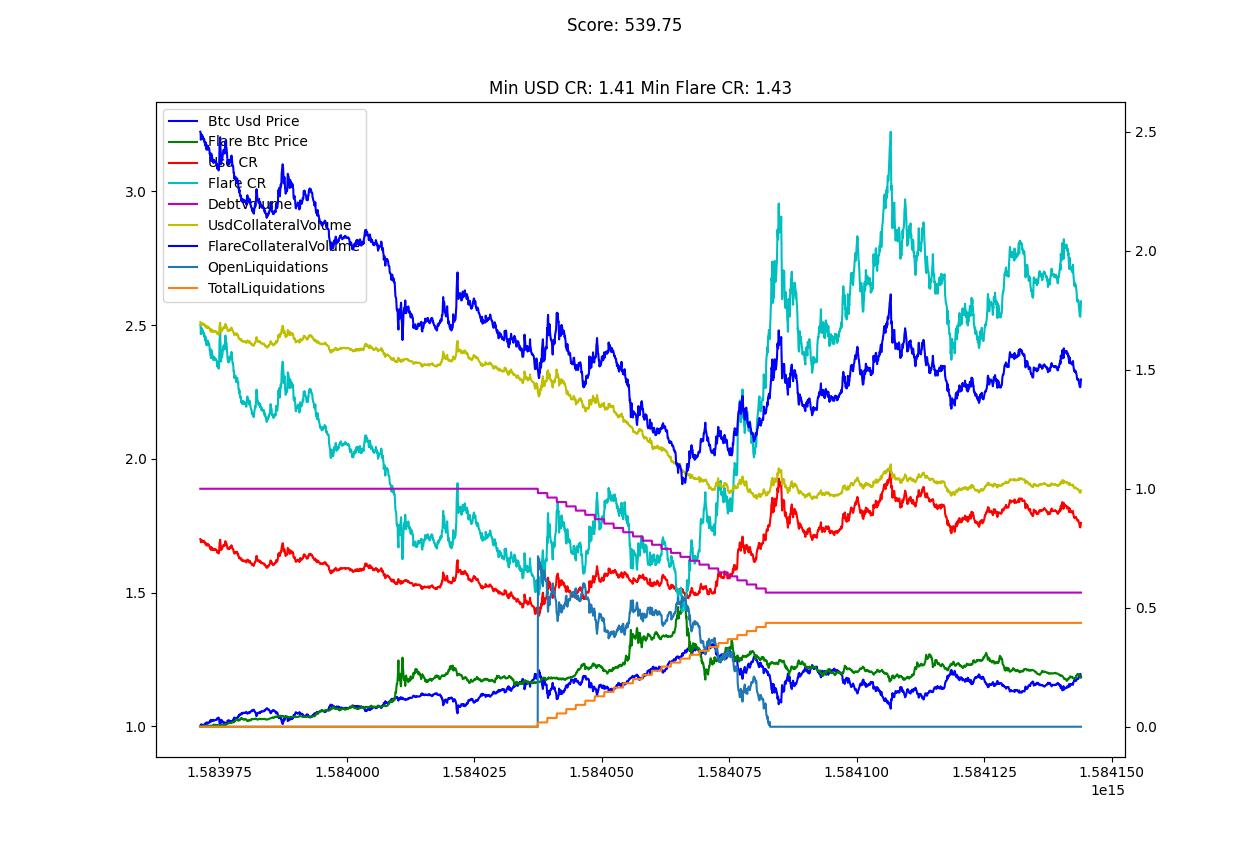 Score: 539.75
Min USD CR: 1.41 Min Flare CR: 1.43
Btc Usd Price
Flare Btc Price
Usd CR
Flare CR
DebtVolume
UsdCollateralVolume
FlareCollateralVolume
OpenLiquidations
TotalLiquidations
3.0
2.5
2.0
1.5
1.0
2.5
2.0
1.5
1.0
0.5
0.0
1.583975 1.584000 1.584025 1.584050 1.584075 1.584100 1.584125 1.584150
1e15